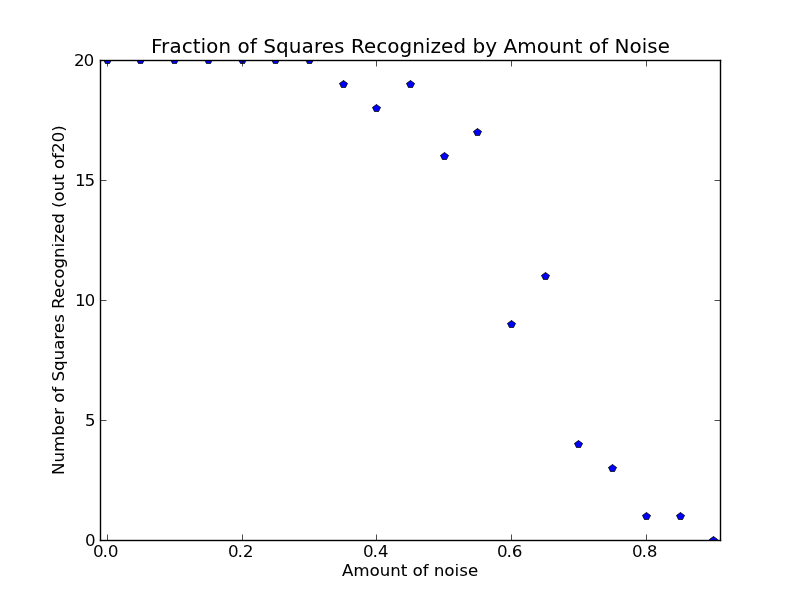 Fraction of Squares Recognized by Amount of Noise
Number of Squares Recognized (out of20)
20
15
10
5
0
0.0 0.2 0.4 0.6 0.8
Amount of noise